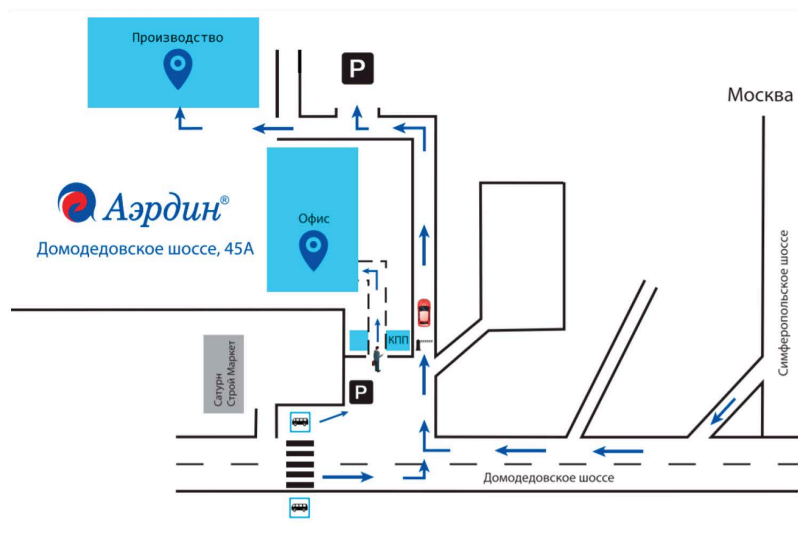 Производство
P
Москва
Аэрдин®
Домодедовское шоссе, 45А
Офис
Симферопольское шоссе
КПП
Сатурн
Строй Маркет
P
Домодедовское шоссе